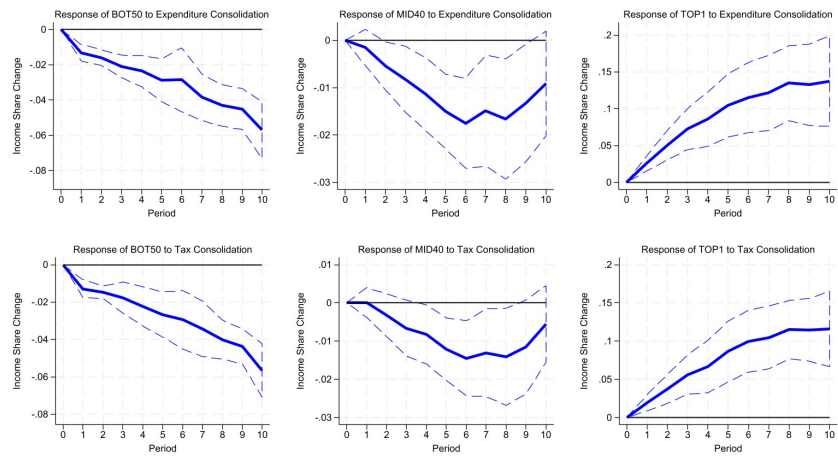 Response of BOT50 to Expenditure Consolidation
Income Share Change
0
-.02
-.04
-.06
-.08
0 1 2 3 4 5 6 7 8 9 10
Period
Response of MID40 to Expenditure Consolidation
Income Share Change
0
-.01
-.02
-.03
0 1 2 3 4 5 6 7 8 9 10
Period
Response of TOP1 to Expenditure Consolidation
Income Share Change
.2
.15
.1
.05
0
0 1 2 3 4 5 6 7 8 9 10
Period
Response of BOT50 to Tax Consolidation
Income Share Change
0
-.02
-.04
-.06
-.08
0 1 2 3 4 5 6 7 8 9 10
Period
Response of MID40 to Tax Consolidation
Income Share Change
.01
0
-.01
-.02
-.03
0 1 2 3 4 5 6 7 8 9 10
Period
Response of TOP1 to Tax Consolidation
Income Share Change
.2
.15
.1
.05
0
0 1 2 3 4 5 6 7 8 9 10
Period